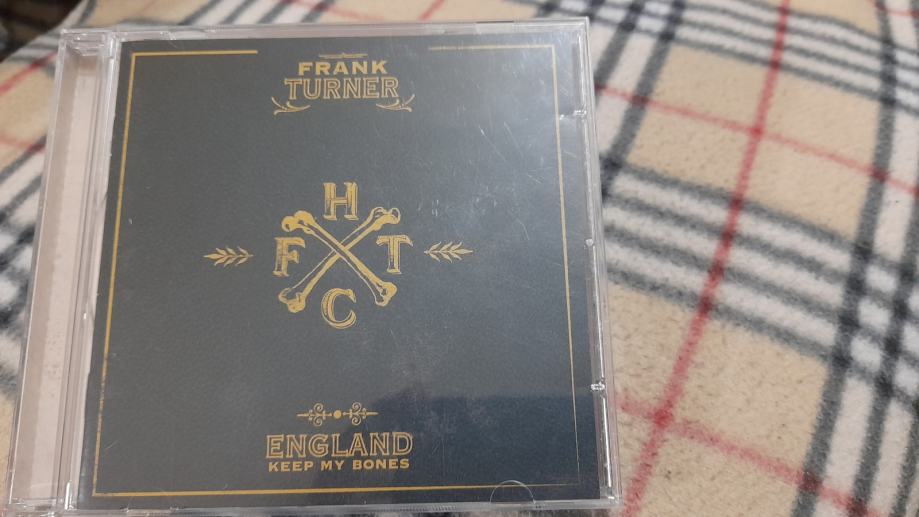 FRANK
TURNER
H
F T
C
ENGLAND
KEEP MY BONES